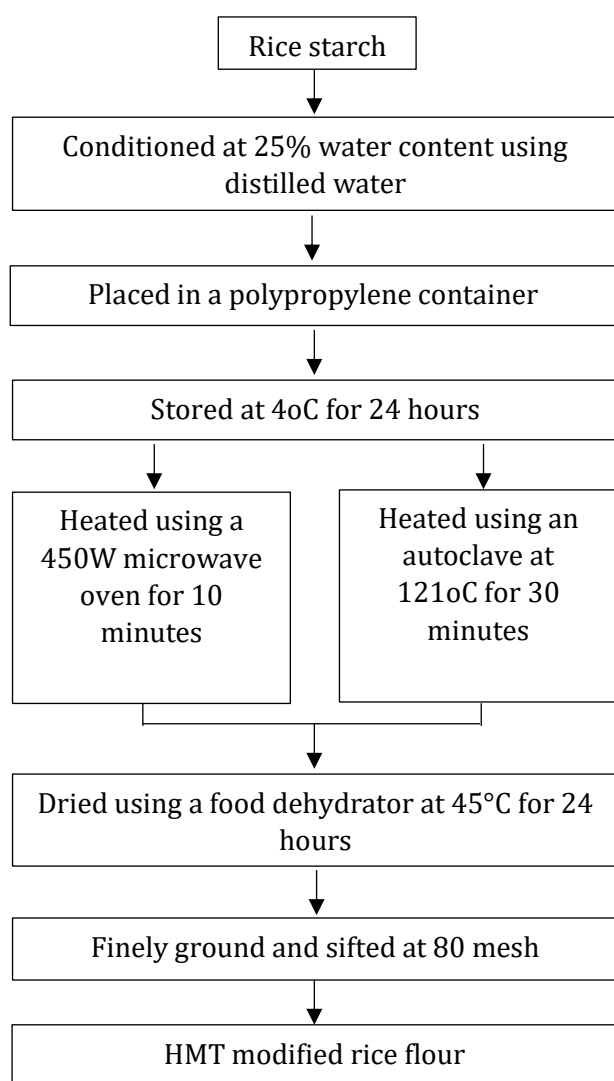 Rice starch
Conditioned at 25% water content using
distilled water
Placed in a polypropylene container
Stored at 4oC for 24 hours
Heated using a
450W microwave
oven for 10
minutes
Heated using an
autoclave at
121oC for 30
minutes
Dried using a food dehydrator at 45°C for 24
hours
Finely ground and sifted at 80 mesh
HMT modified rice flour